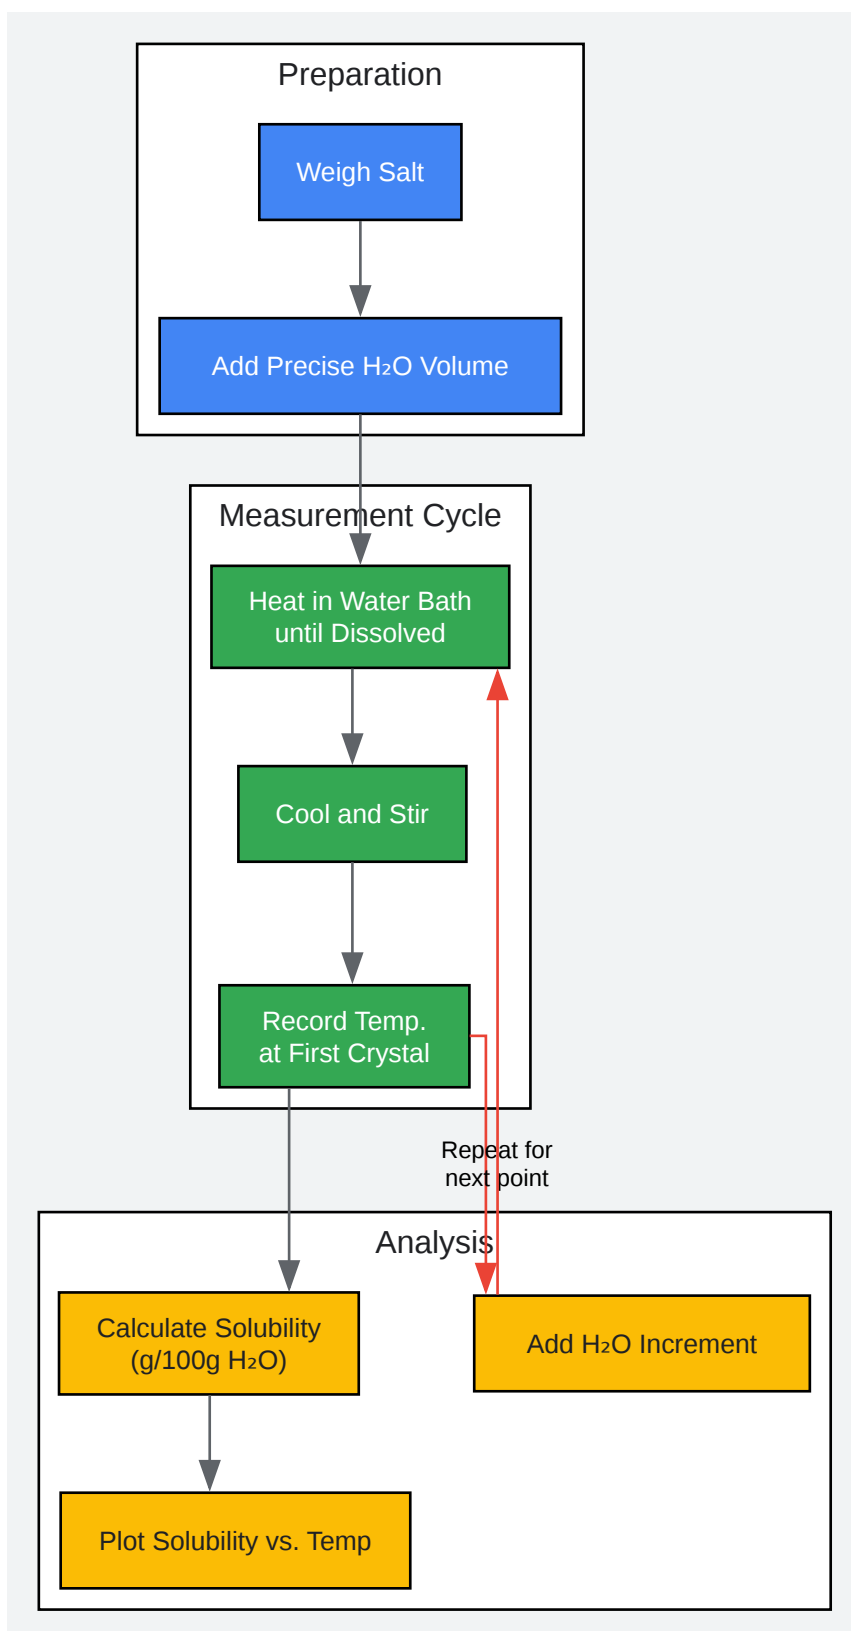 Preparation
Weigh Salt
Add Precise H₂O Volume
Measurement Cycle
Heat in Water Bath
until Dissolved
Cool and Stir
Record Temp.
at First Crystal
Repeat for
next point
Analysis
Calculate Solubility
(g/100g H₂O)
Add H₂O Increment
Plot Solubility vs. Temp